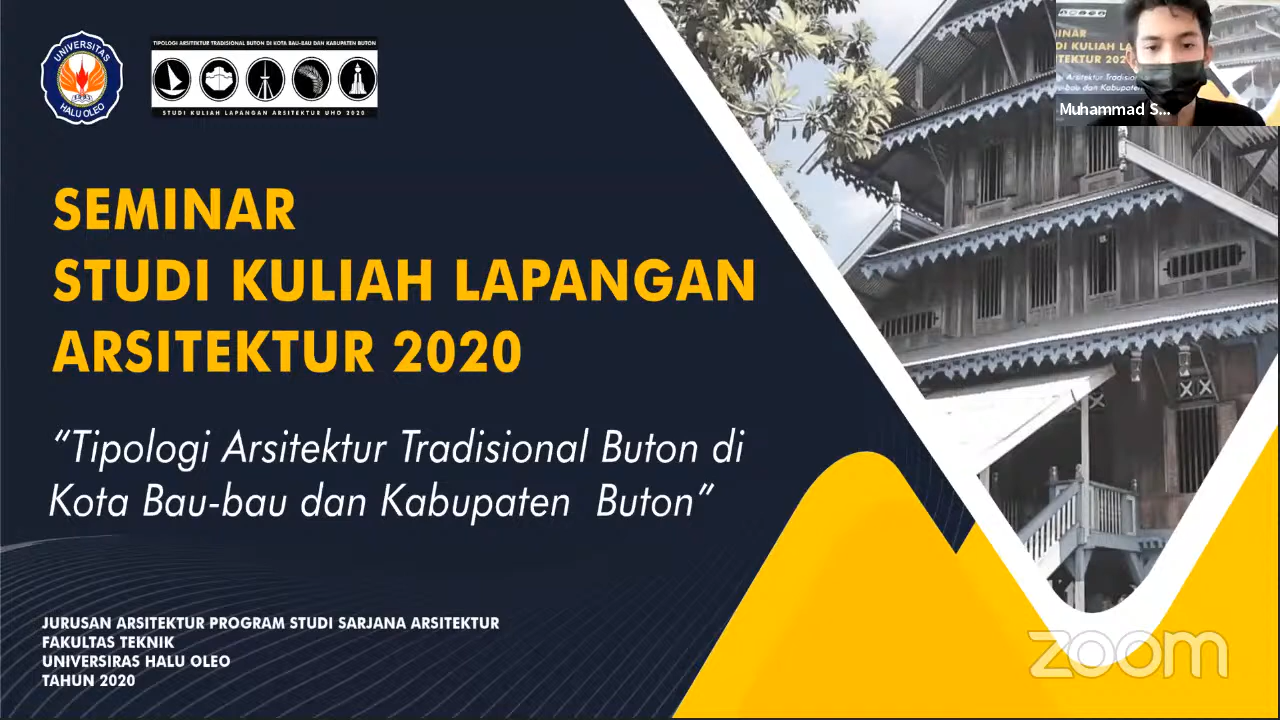 UNIVERSITAS
HALU OLEO
TIPOLOGI ARSITEKTUR TRADISIONAL BUTON DI KOTA BAU-BAU DAN KABUPATEN BUTON
STUDI KULIAH LAPANGAN ARSITEKTUR UHO 2020
SEMINAR
STUDI KULIAH LAPANGAN
ARSITEKTUR 2020
“Tipologi Arsitektur Tradisional Buton di
Kota Bau-bau dan Kabupaten Buton”
JURUSAN ARSITEKTUR PROGRAM STUDI SARJANA ARSITEKTUR
FAKULTAS TEKNIK
UNIVERSIRAS HALU OLEO
TAHUN 2020
Muhammad S...
zoom